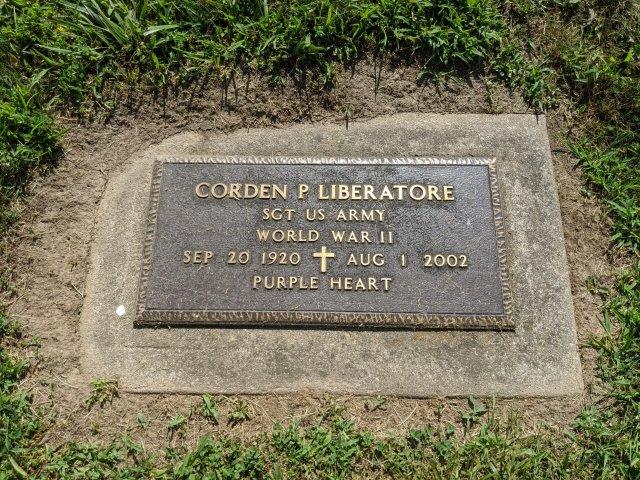 CORDEN P LIBERATORE
SGT US ARMY
WORLD WAR II
SEP 20 1920 AUG 1 2002
PURPLE HEART